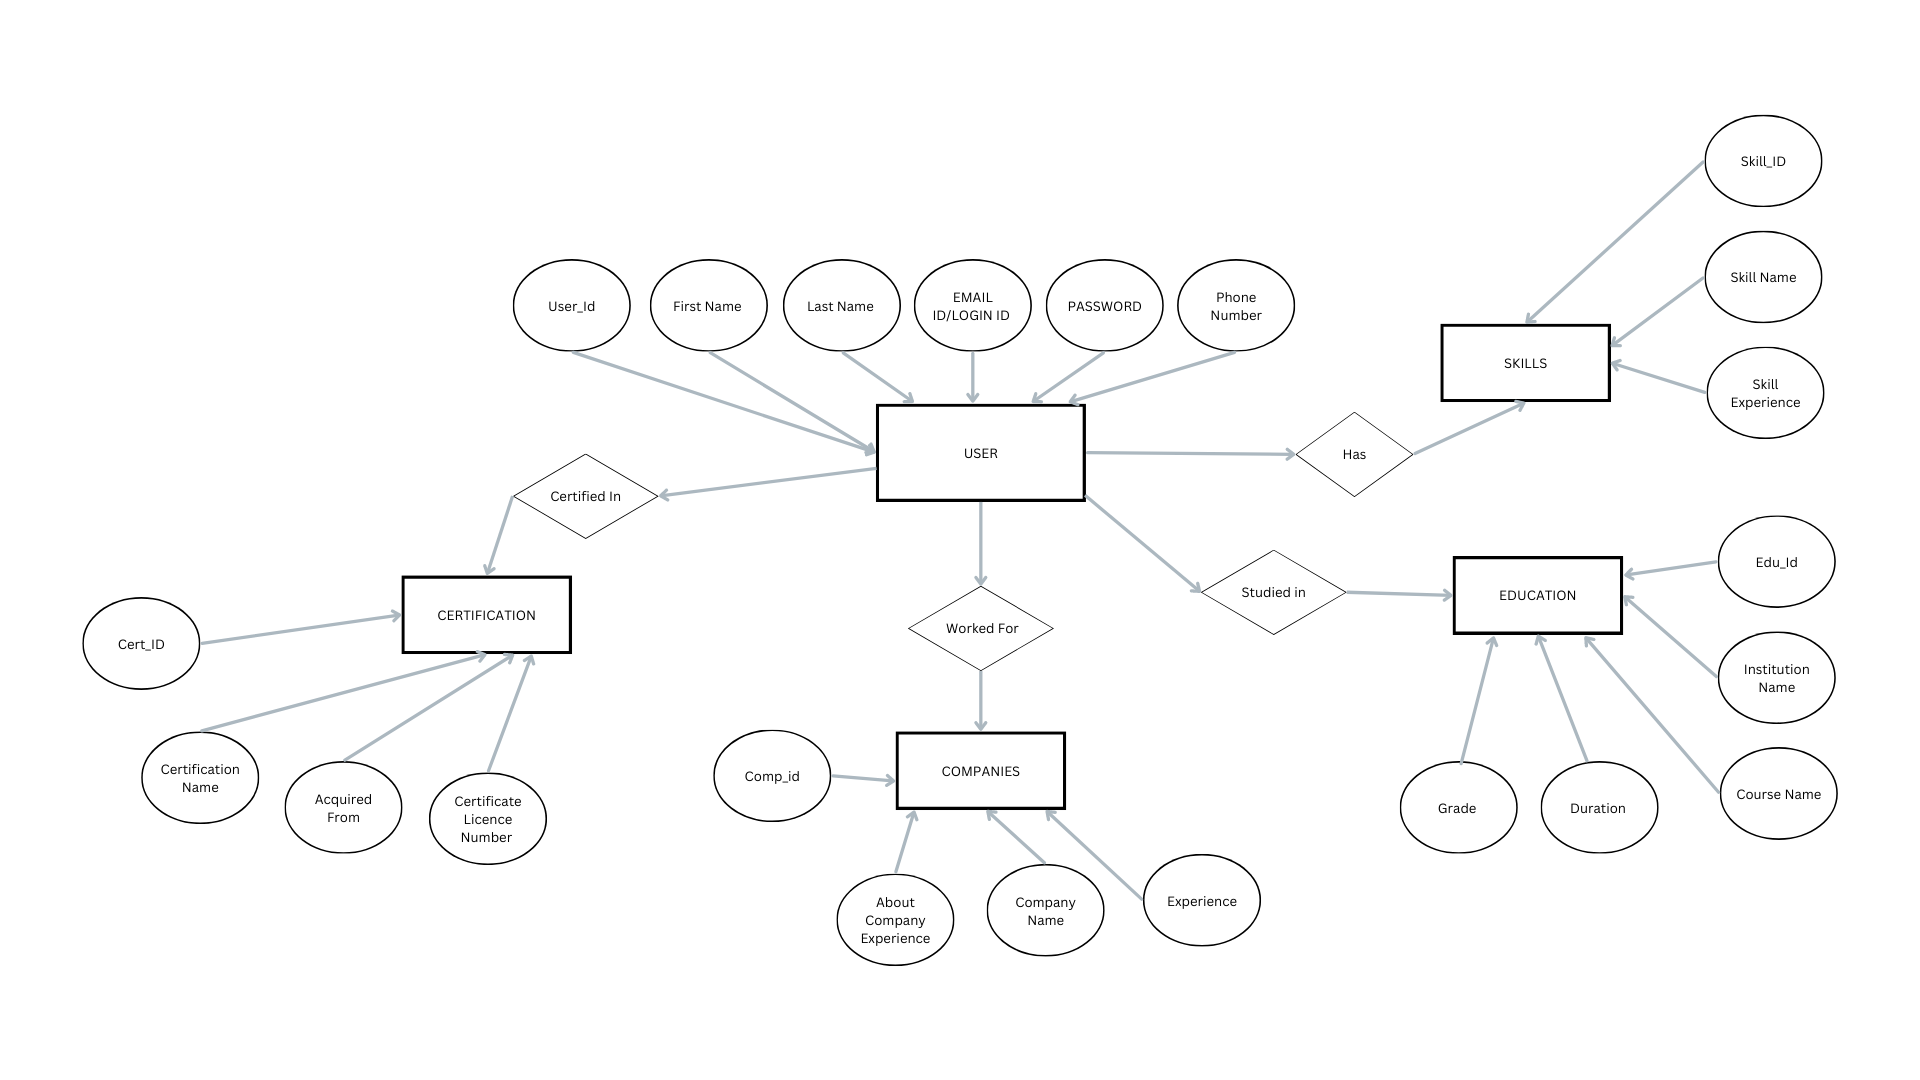 Skill_ID
Skill Name
User_Id
First Name
Last Name
EMAIL
ID/LOGIN ID
PASSWORD
Phone
Number
SKILLS
Skill
Experience
USER
Has
Certified In
Edu_Id
Studied in
EDUCATION
CERTIFICATION
Worked For
Cert_ID
Institution
Name
Certification
Name
Acquired
From
Certificate
Licence
Number
Comp_id
COMPANIES
Grade
Duration
Course Name
About
Company
Experience
Company
Name
Experience